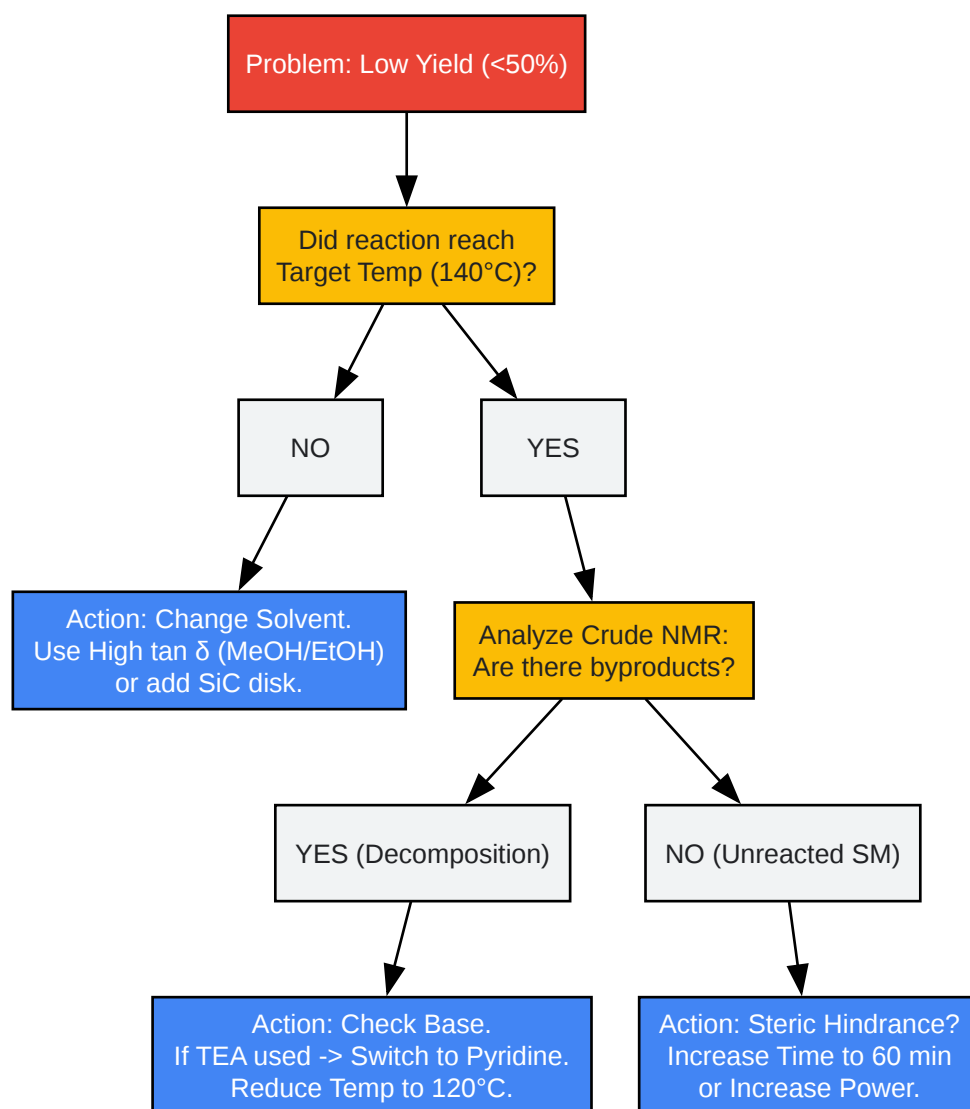 Problem: Low Yield (<50%)
Did reaction reach
Target Temp (140°C)?
NO
YES
Action: Change Solvent.
Use High tan δ (MeOH/EtOH)
or add SiC disk.
Analyze Crude NMR:
Are there byproducts?
YES (Decomposition)
NO (Unreacted SM)
Action: Check Base.
If TEA used -> Switch to Pyridine.
Reduce Temp to 120°C.
Action: Steric Hindrance?
Increase Time to 60 min
or Increase Power.